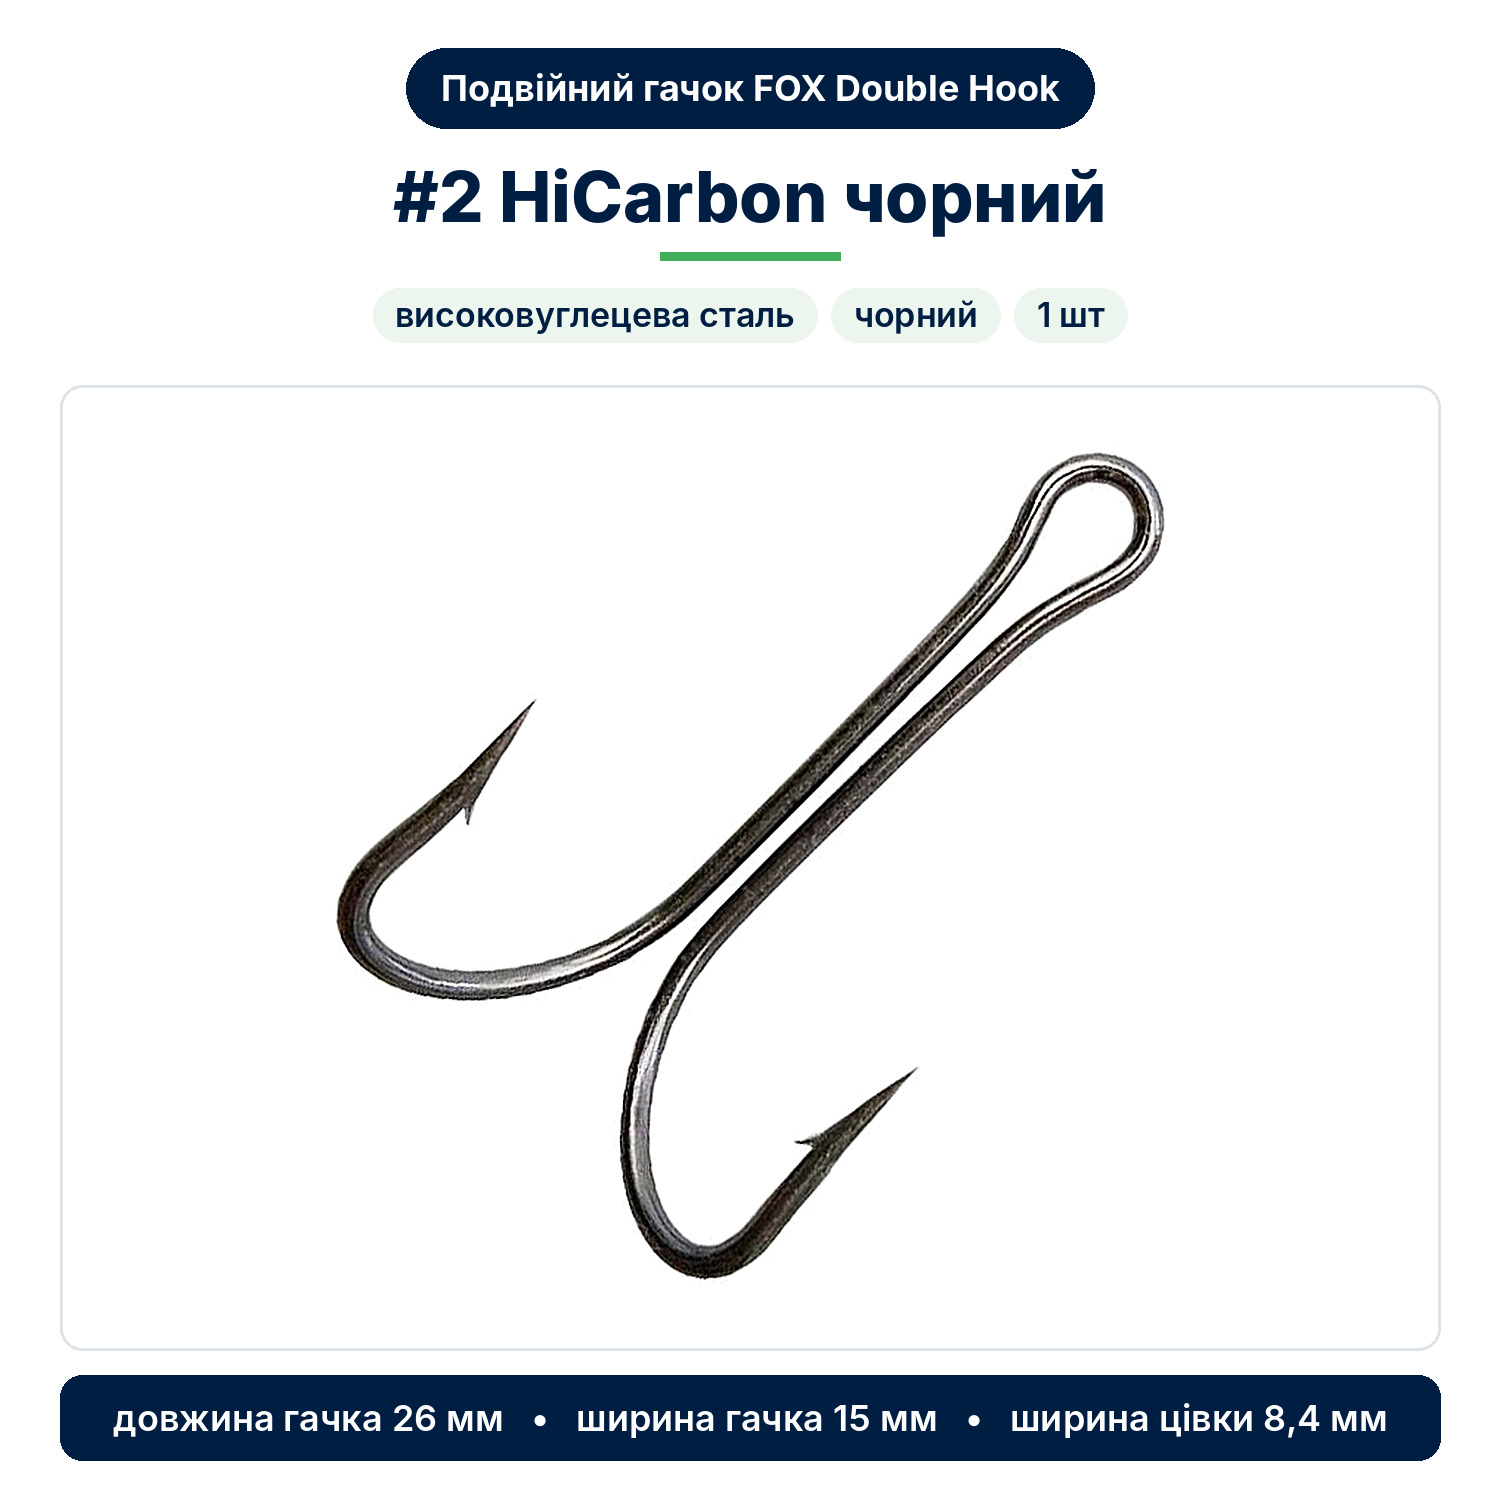 Подвійний гачок FOX Double Hook
#2 HiCarbon чорний
високовуглецева сталь чорний 1 шт
довжина гачка 26 мм • ширина гачка 15 мм • ширина цівки 8,4 мм